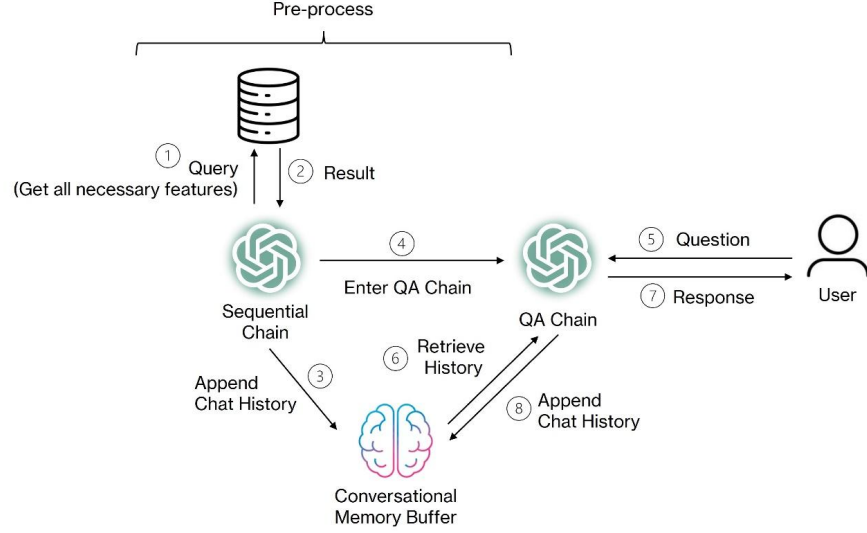 Pre-process
1
Query
(Get all necessary features)
2
Result
4
Enter QA Chain
5
Question
7
Response
User
Sequential
Chain
QA Chain
3
Append
Chat History
6
Retrieve
History
8
Append
Chat History
Conversational
Memory Buffer